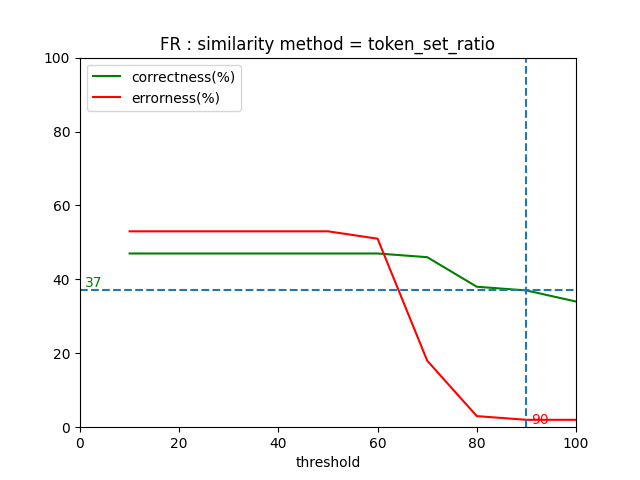 FR : similarity method = token_set_ratio
100
correctness(%)
errorness(%)
80
60
40
37
20
90
0
0 20 40 60 80 100
threshold